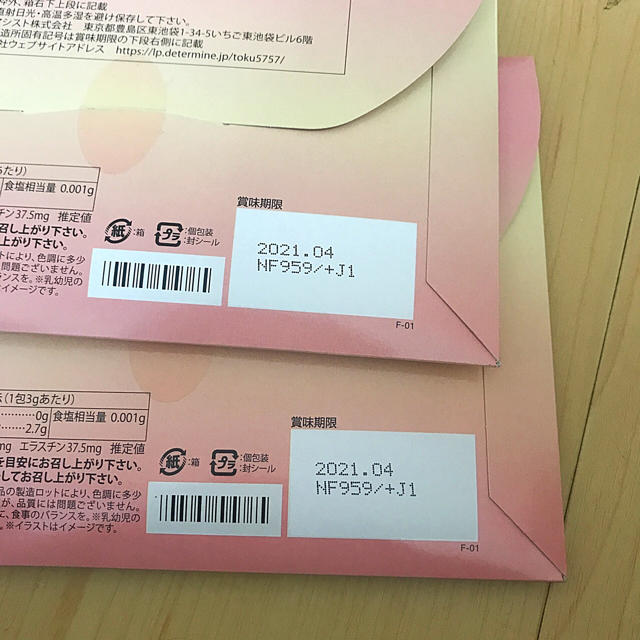 枠外、箱右下上段に記載
直射日光・高温多湿を避け保存して下さい。
アシスト株式会社 東京都豊島区東池袋1-34-5いちご東池袋ビル6階
造所固有記号は賞味期限の下段右側に記載
社ウェブサイトアドレス https://lp.determine.jp/toku5757/
たり)
食塩相当量 0.001g
チン37.5mg 推定値
召し上がり下さい。
上がり下さい。
紙 :箱
プラ :個包装
:封シール
により、色調に多少
問題ございません。
ランスを。※乳幼児の
イメージです。
賞味期限
2021.04
NF959/+J1
F-01
(1包3gあたり)
0g 食塩相当量 0.001g
2.7g
mg エラスチン37.5mg 推定値
を目安にお召し上がり下さい。
してお召し上がり下さい。
品の製造ロットにより、色調に多少
が、品質には問題ございません。
に、食事のバランスを。※乳幼児の
。※イラストはイメージです。
紙 :箱
プラ :個包装
:封シール
賞味期限
2021.04
NF959/+J1
F-01